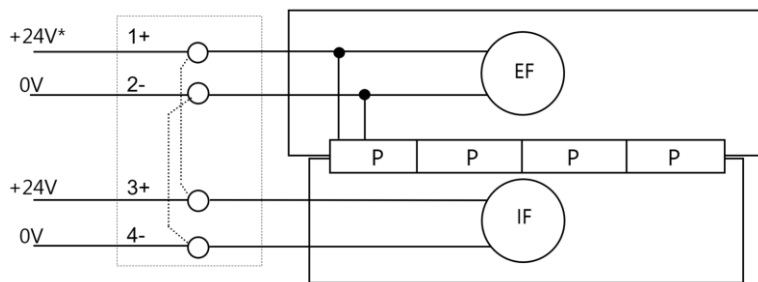 +24V* 1+
EF
0V 2-
P P P P
+24V 3+
IF
0V 4-